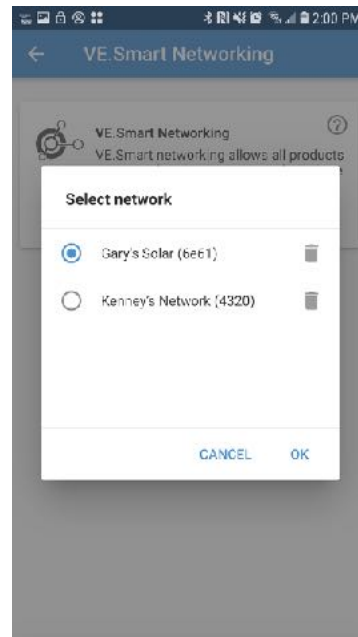 2:00 PM
VE.Smart Networking
VE.Smart Networking
VE.Smart networking allows all products
Select network
Gary's Solar (6e61)
Kenney's Network (4320)
CANCEL OK